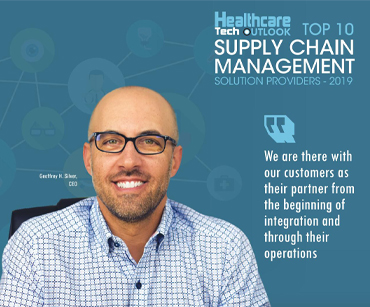 Healthcare
Tech OUTLOOK
TOP 10
SUPPLY CHAIN
MANAGEMENT
SOLUTION PROVIDERS - 2019
We are there with
our customers as
their partner from
the beginning of
integration and
through their
operations
Geoffrey H. Silver,
CEO